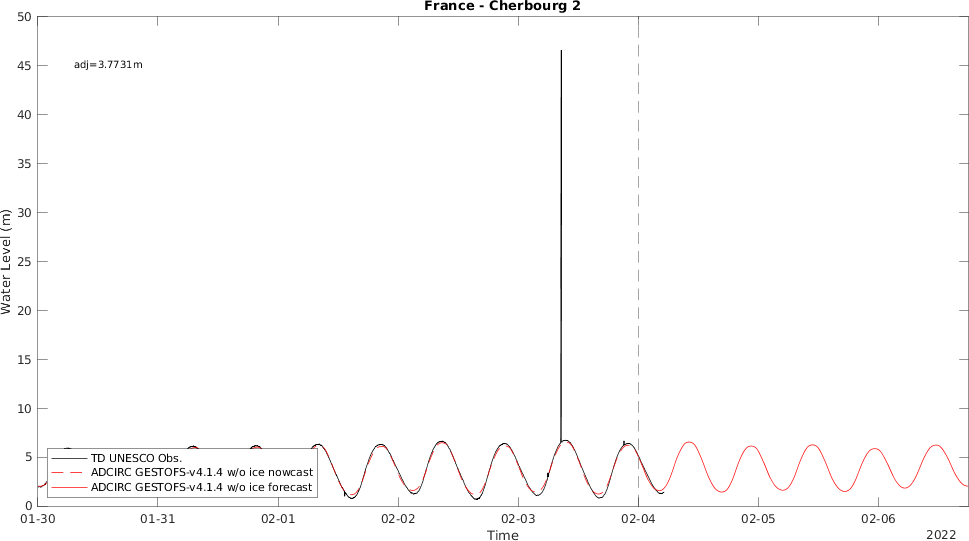 France - Cherbourg 2
adj=3.7731m
50
45
40
35
30
25
20
15
10
5
0
Water Level (m)
TD UNESCO Obs.
ADCIRC GESTOFS-v4.1.4 w/o ice nowcast
ADCIRC GESTOFS-v4.1.4 w/o ice forecast
01-30 01-31 02-01 02-02 02-03 02-04 02-05 02-06
Time
2022